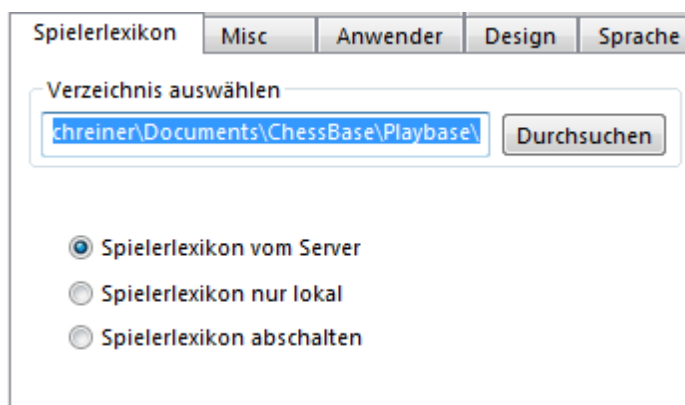 Spielerlexikon Misc Anwender Design Sprache
Verzeichnis auswählen
chreiner\Documents\ChessBase\Playbase\ Durchsuchen
Spielerlexikon vom Server
Spielerlexikon nur lokal
Spielerlexikon abschalten